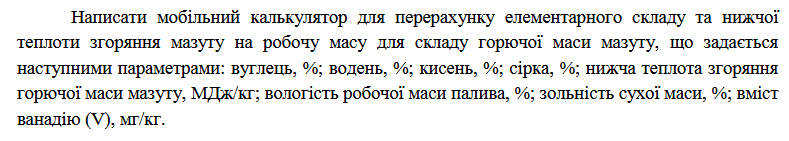 Написати мобільний калькулятор для перерахунку елементарного складу та нижчої
теплоти згоряння мазуту на робочу масу для складу горючої маси мазуту, що задається
наступними параметрами: вуглець, %; водень, %; кисень, %; сірка, %; нижча теплота згоряння
горючої маси мазуту, МДж/кг; вологість робочої маси палива, %; зольність сухої маси, %; вміст
ванадію (V), мг/кг.